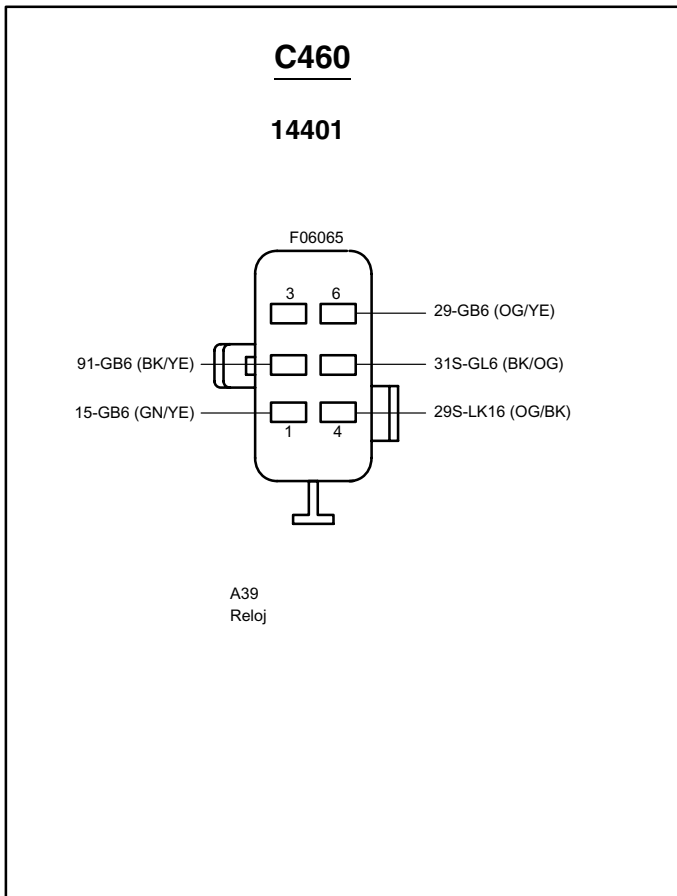 C460
14401
F06065
3 6
29-GB6 (OG/YE)
91-GB6 (BK/YE)
31S-GL6 (BK/OG)
15-GB6 (GN/YE)
29S-LK16 (OG/BK)
1 4
A39
Reloj